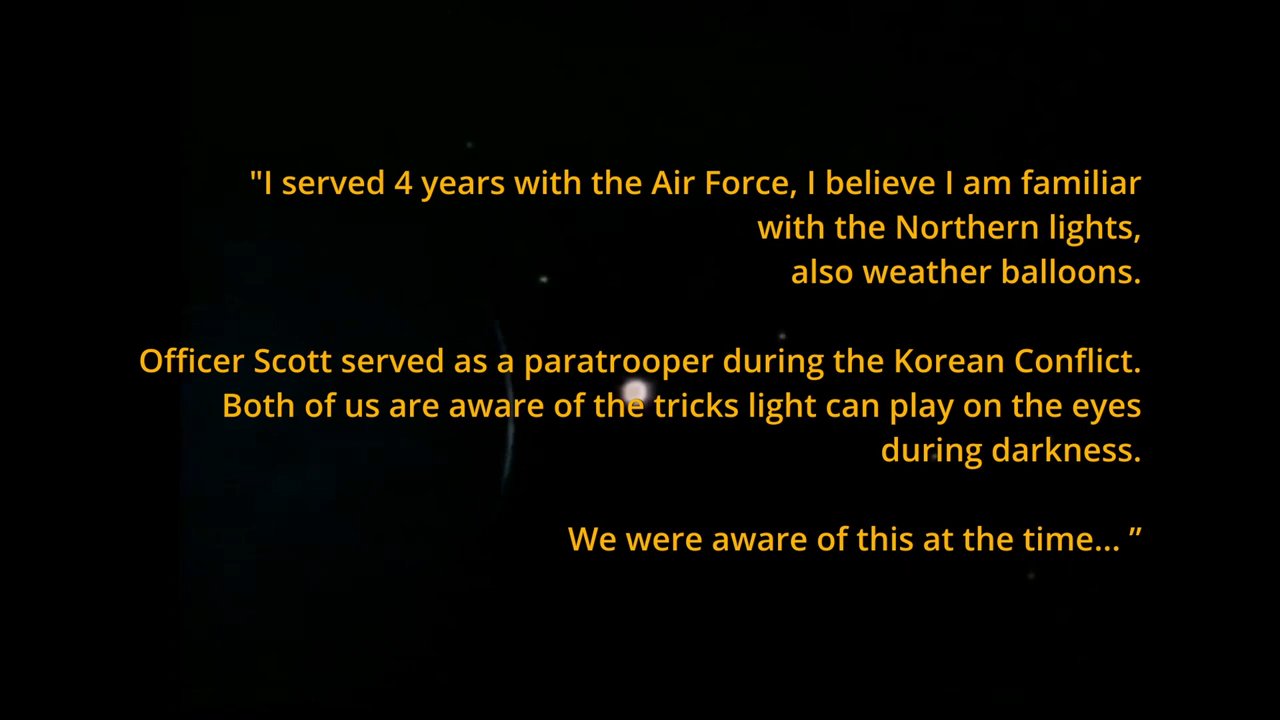 "I served 4 years with the Air Force, I believe I am familiar
with the Northern lights,
also weather balloons.
Officer Scott served as a paratrooper during the Korean Conflict.
Both of us are aware of the tricks light can play on the eyes
during darkness.
We were aware of this at the time... ”